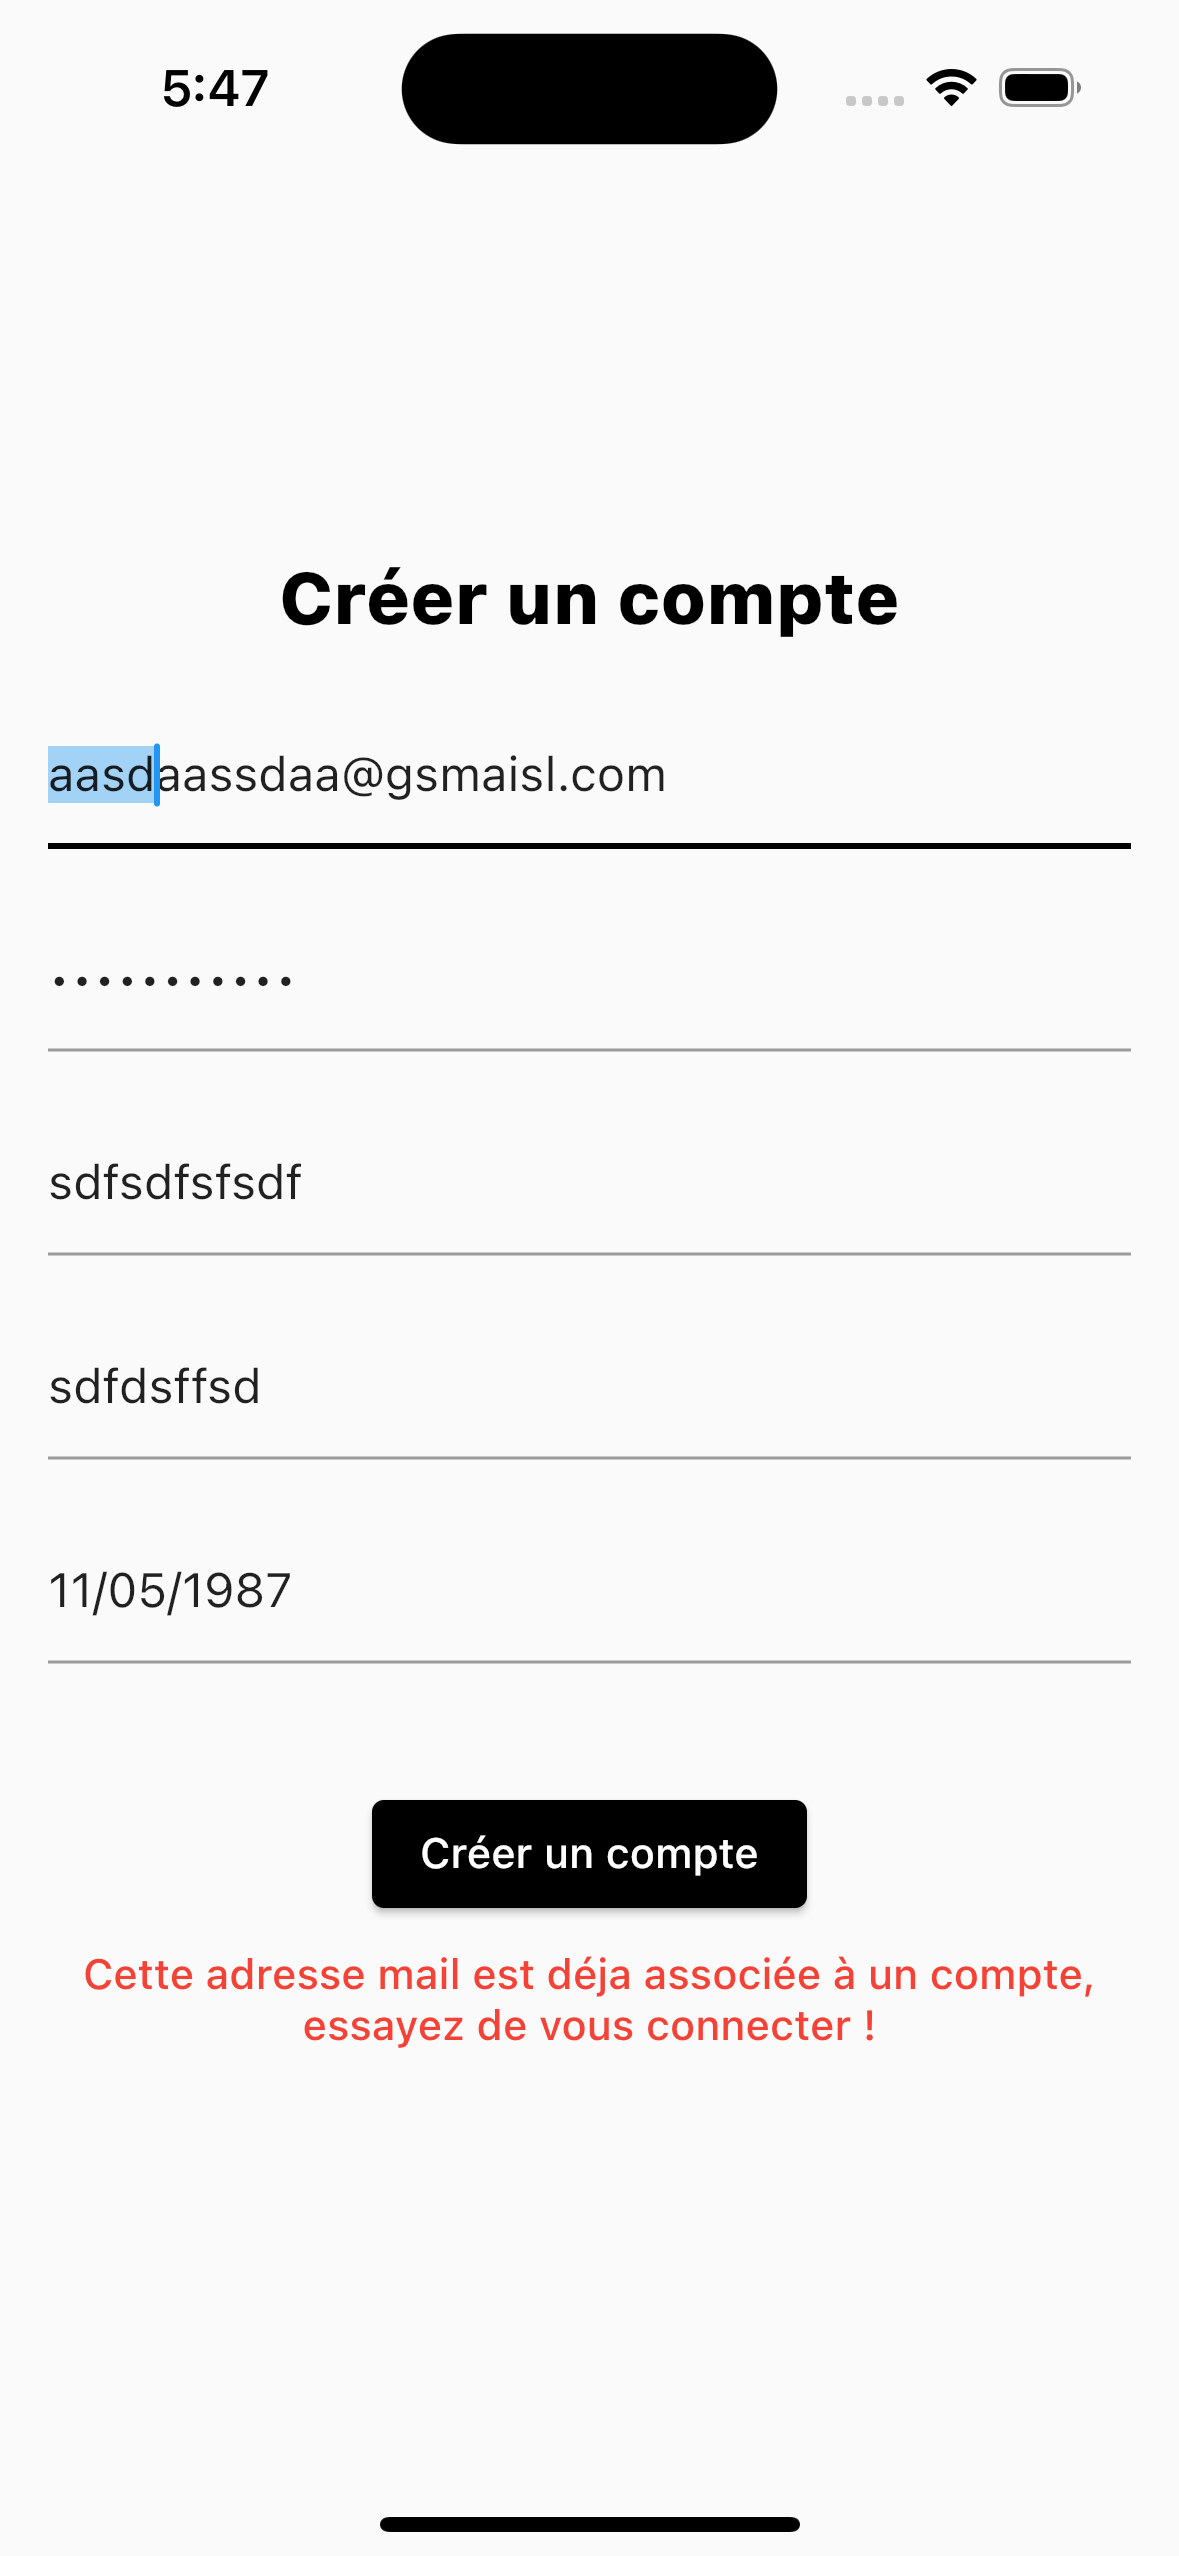 5:47
Créer un compte
aasdaassdaa@gsmaisl.com
•••••••••••
sdfsdfsfsdf
sdfdsffsd
11/05/1987
Créer un compte
Cette adresse mail est déja associée à un compte,
essayez de vous connecter !